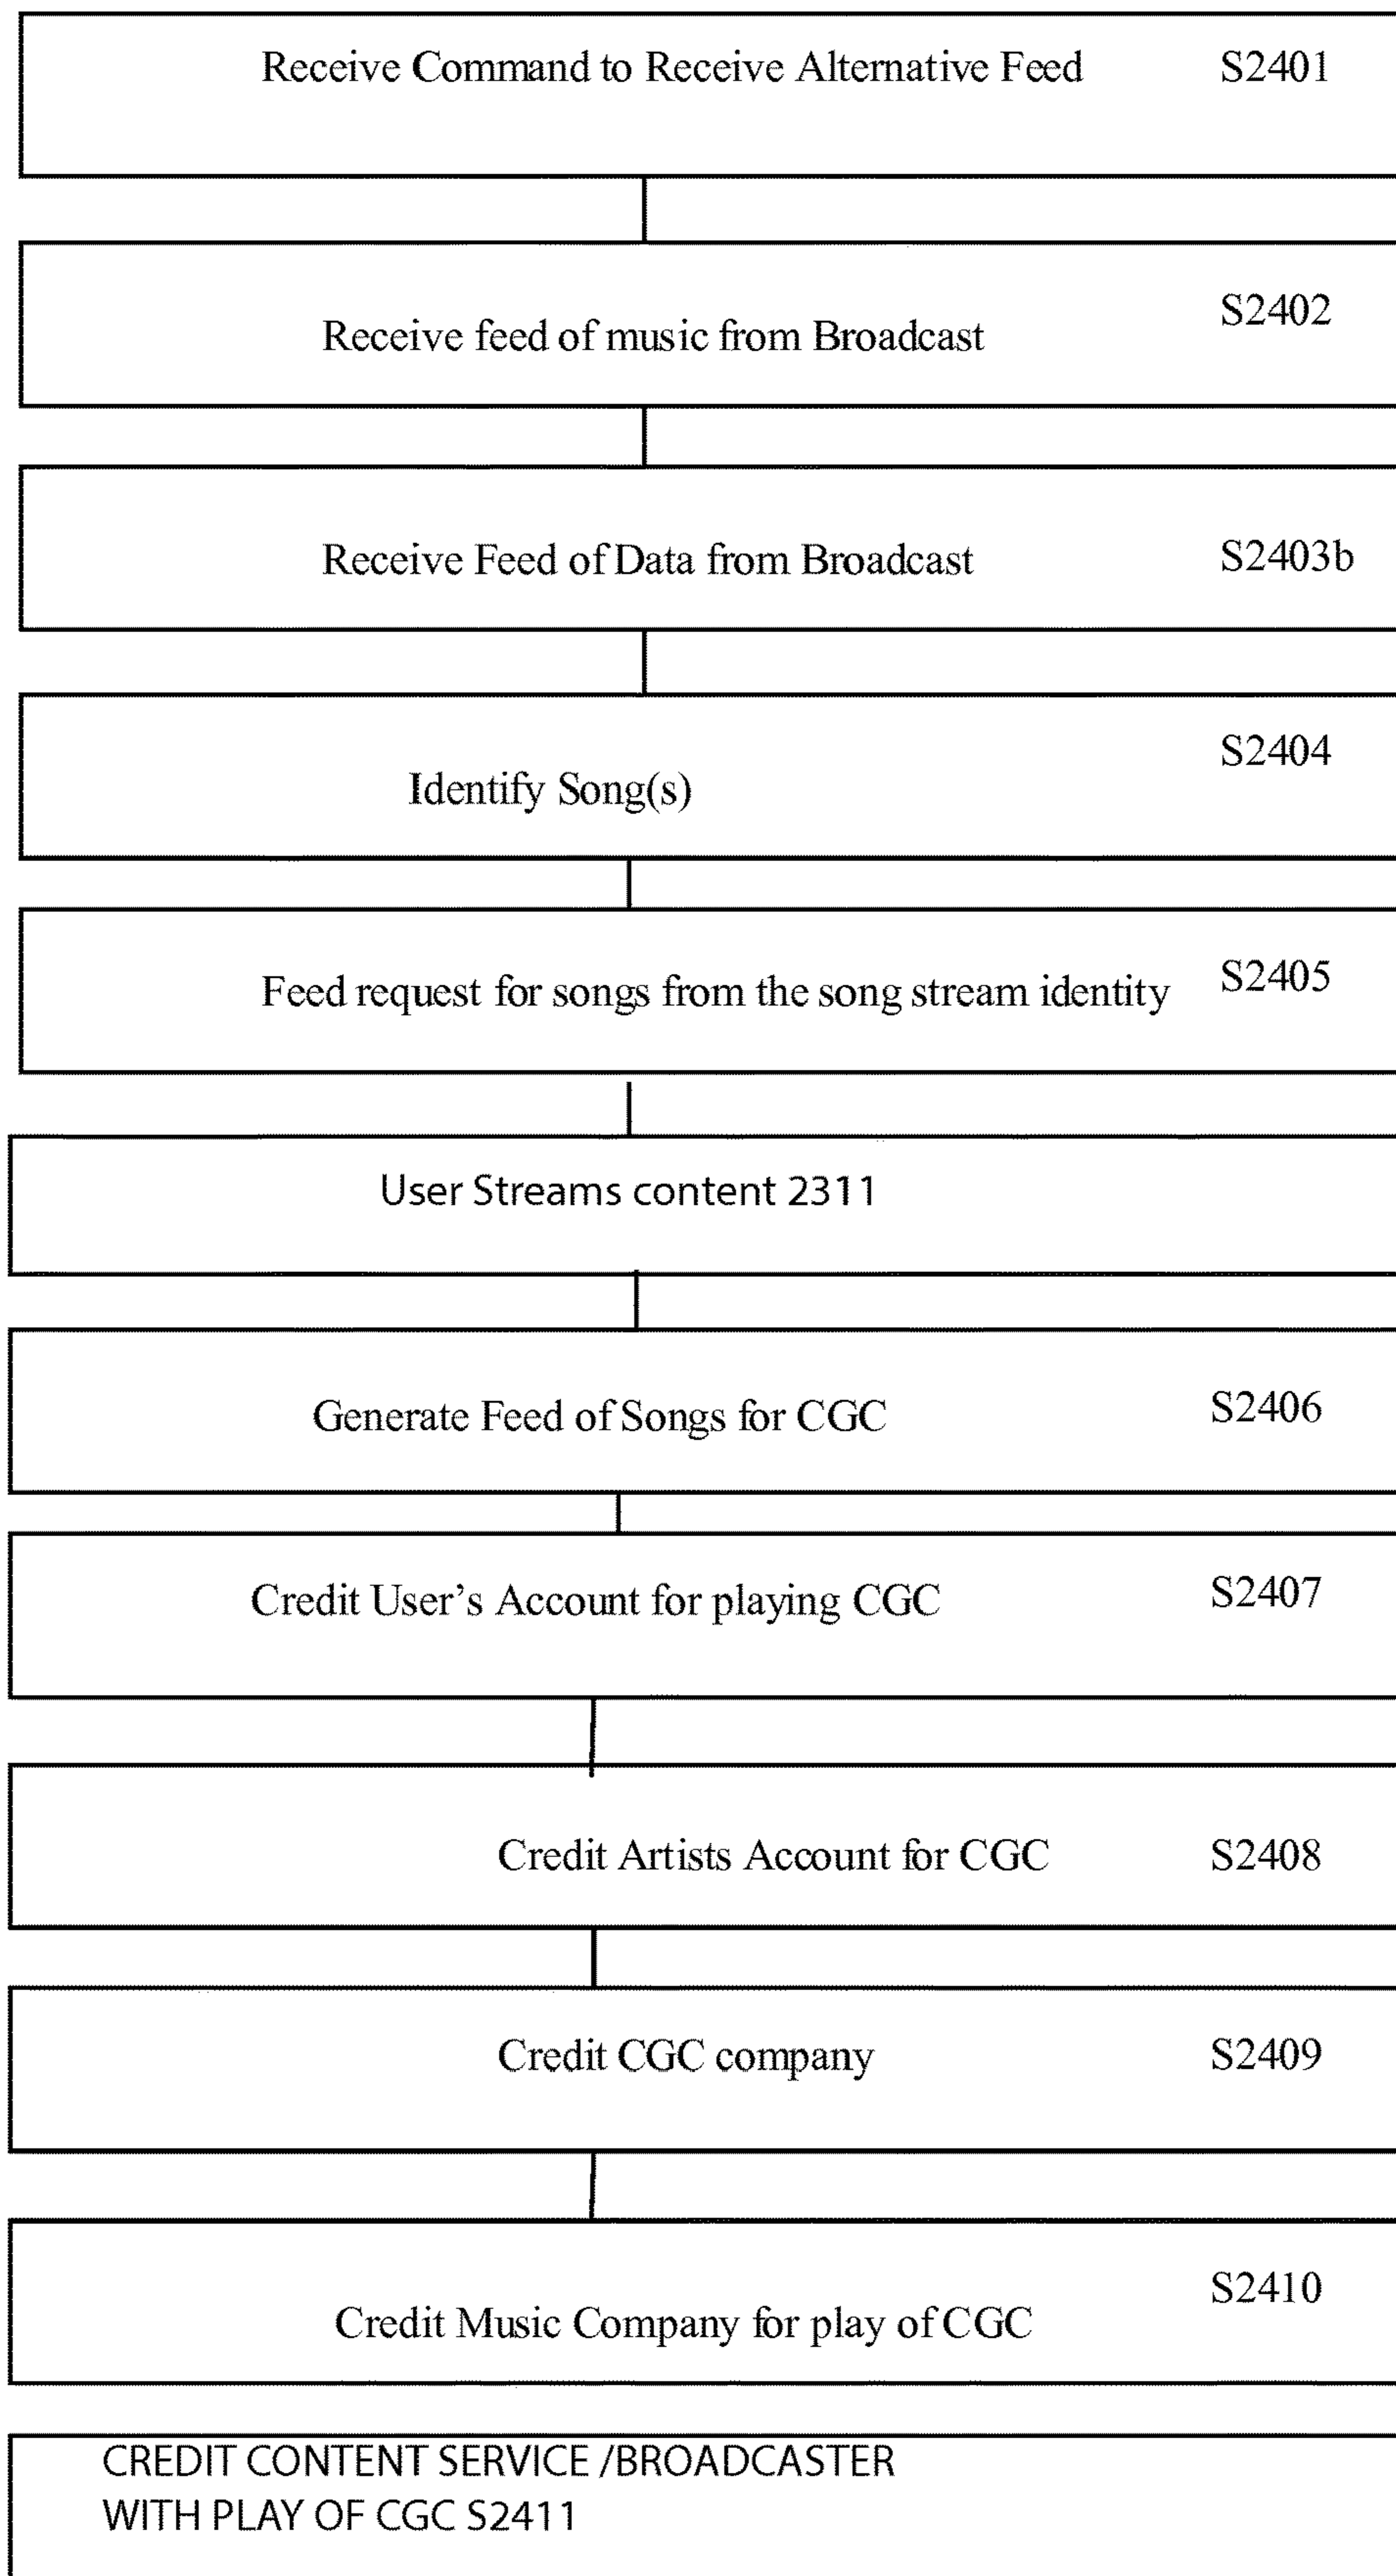 Receive Command to Receive Alternative Feed S2401
S2402
Receive feed of music from Broadcast
Receive Feed of Data from Broadcast S2403b
S2404
Identify Song(s)
Feed request for songs from the song stream identity S2405
User Streams content 2311
Generate Feed of Songs for CGC S2406
Credit User's Account for playing CGC S2407
Credit Artists Account for CGC S2408
Credit CGC company S2409
S2410
Credit Music Company for play of CGC
CREDIT CONTENT SERVICE /BROADCASTER
WITH PLAY OF CGC S2411